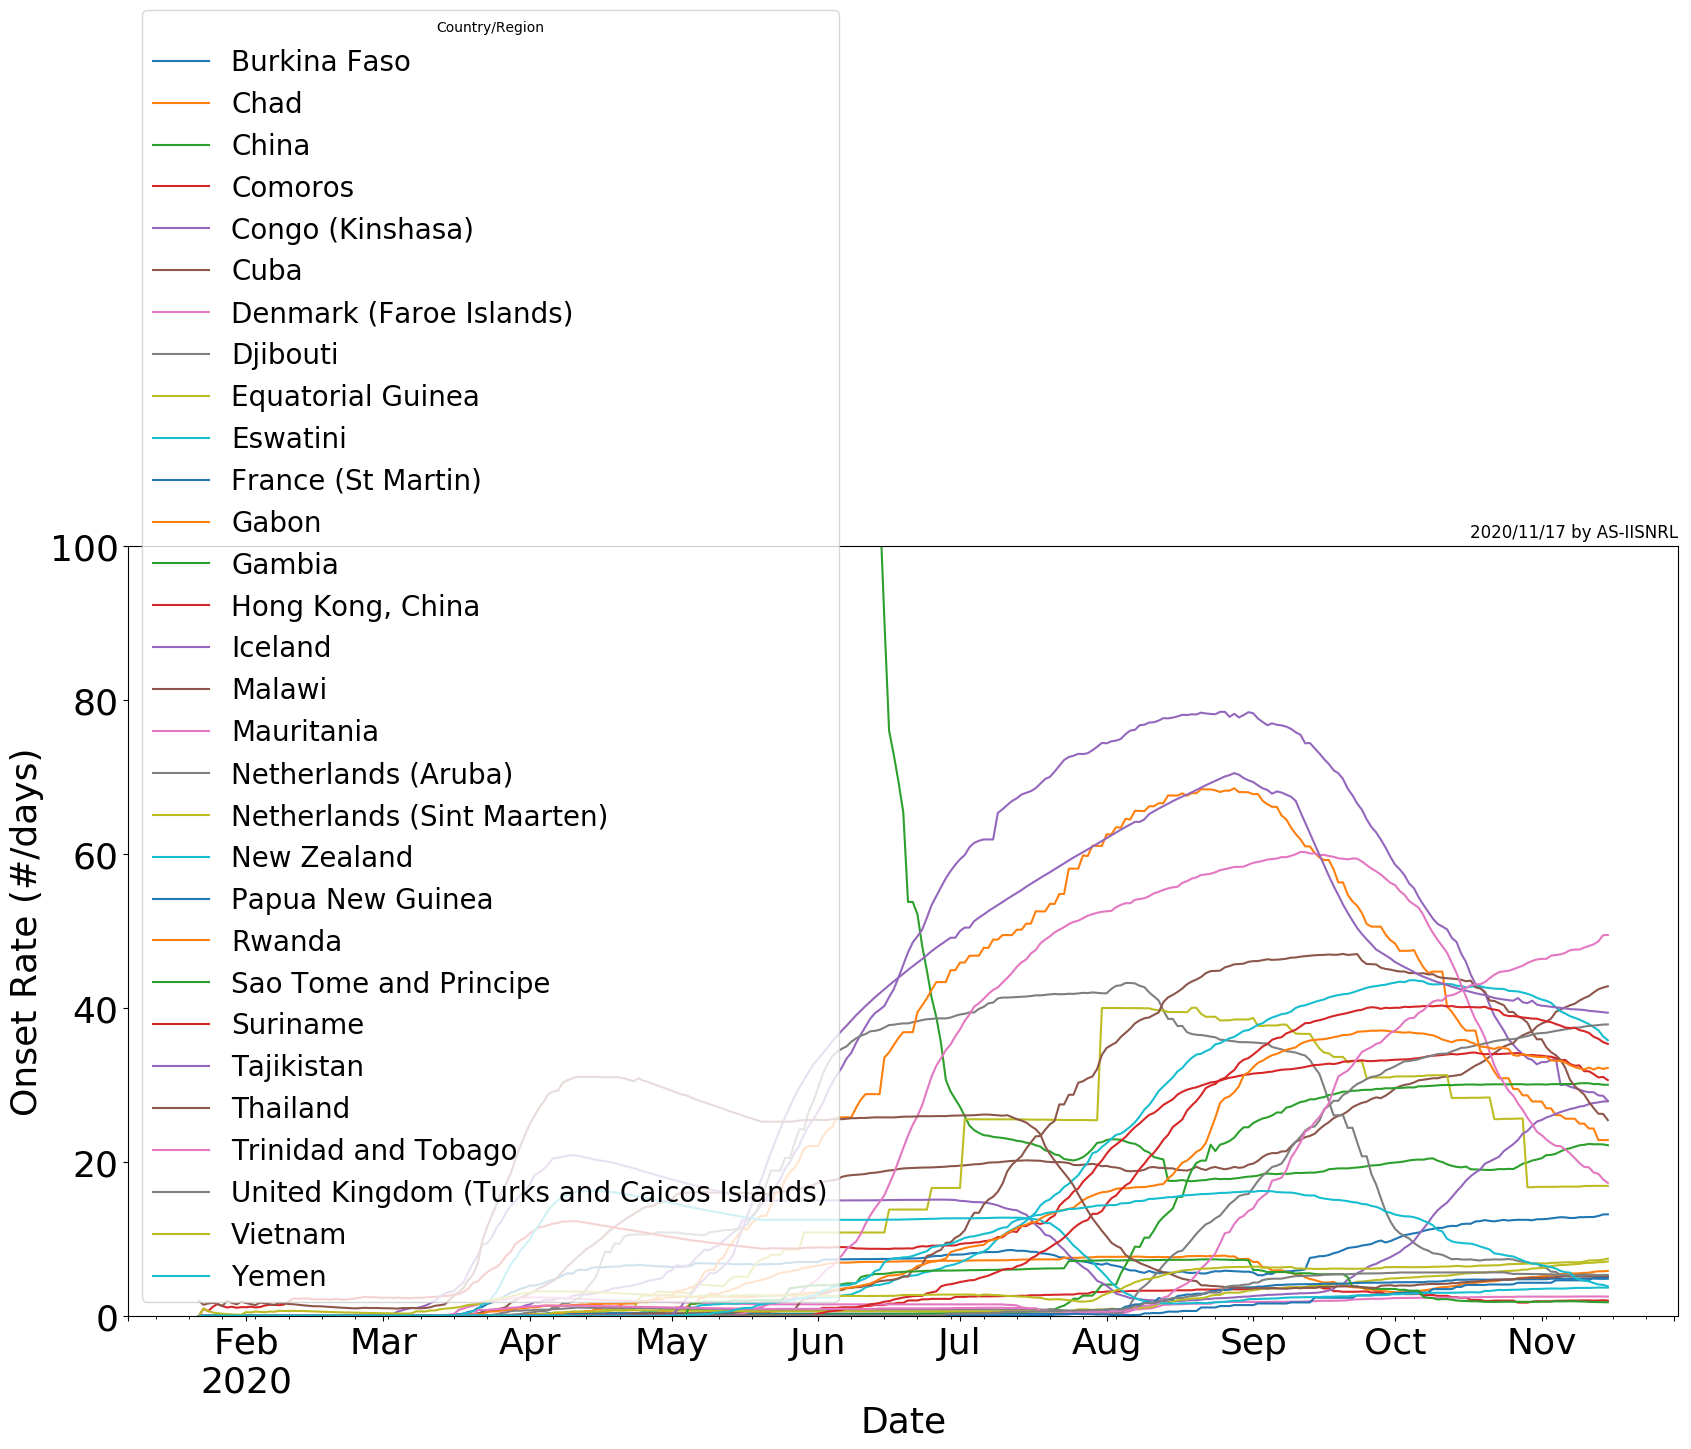 Country/Region
Burkina Faso
Chad
China
Comoros
Congo (Kinshasa)
Cuba
Denmark (Faroe Islands)
Djibouti
Equatorial Guinea
Eswatini
France (St Martin)
Gabon
Gambia
Hong Kong, China
Iceland
Malawi
Mauritania
Netherlands (Aruba)
Netherlands (Sint Maarten)
New Zealand
Papua New Guinea
Rwanda
Sao Tome and Principe
Suriname
Tajikistan
Thailand
Trinidad and Tobago
United Kingdom (Turks and Caicos Islands)
Vietnam
Yemen
2020/11/17 by AS-IISNRL
Onset Rate (#/days)
100
80
60
40
20
0
Feb Mar Apr May Jun Jul Aug Sep Oct Nov
2020
Date